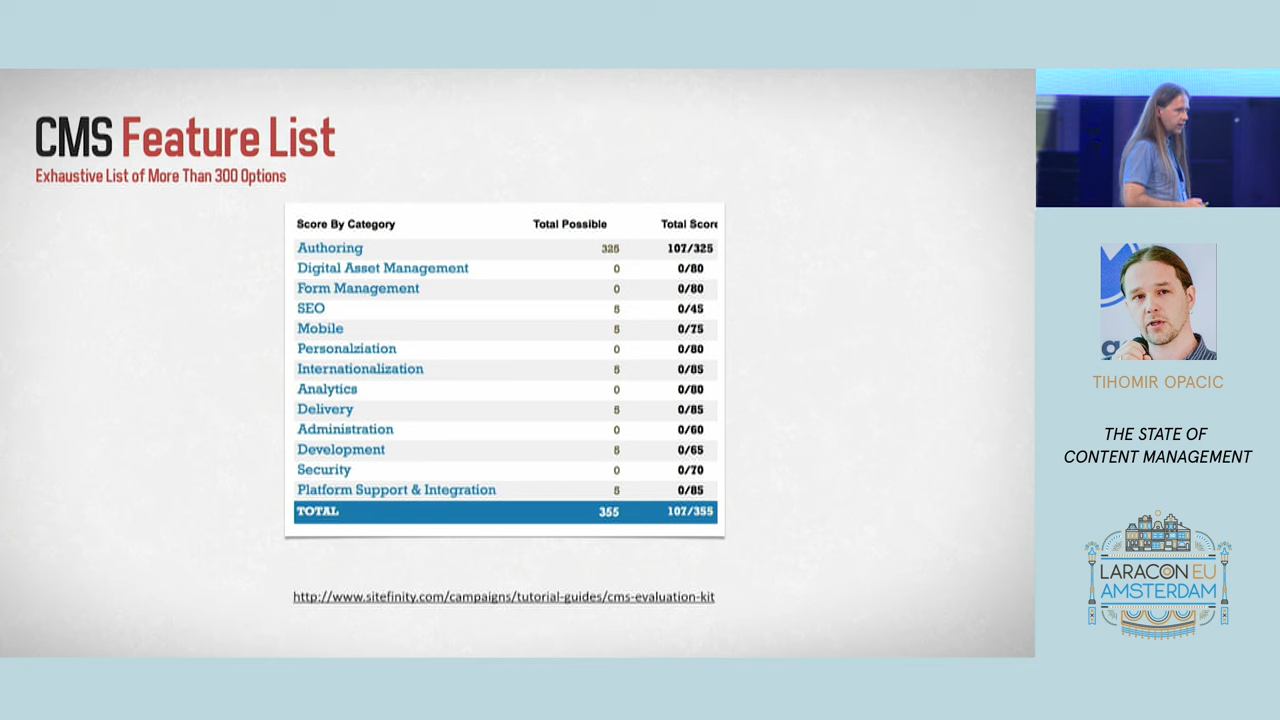 CMS Feature List
Exhaustive List of More Than 300 Options
Score By Category Total Possible Total Score
Authoring 325 107/325
Digital Asset Management 0 0/80
Form Management 0 0/80
SEO 5 0/45
Mobile 5 0/75
Personalziation 0 0/80
Internationalization 5 0/85
Analytics 0 0/80
Delivery 5 0/85
Administration 0 0/60
Development 5 0/65
Security 0 0/70
Platform Support & Integration 5 0/85
TOTAL 355 107/355
http://www.sitefinity.com/campaigns/tutorial-guides/cms-evaluation-kit
TIHOMIR OPACIC
THE STATE OF
CONTENT MANAGEMENT
LARACON EU
AMSTERDAM